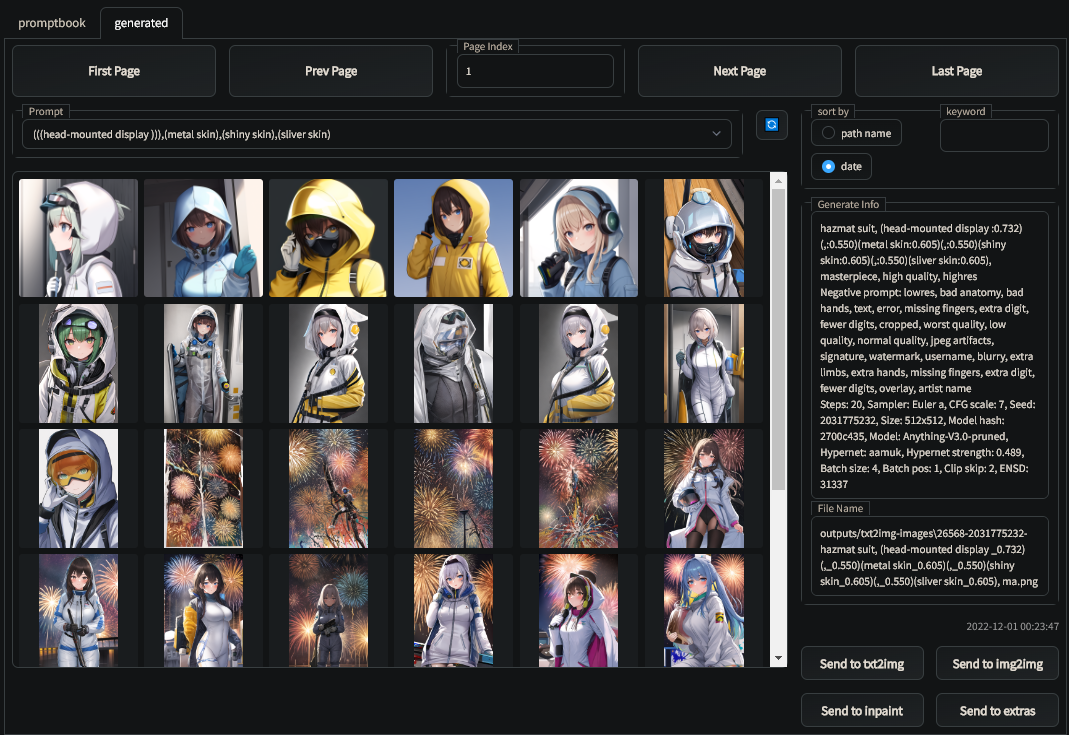 promptbook
generated
First Page
Prev Page
Page Index
1
Next Page
Last Page
Prompt
(((head-mounted display ))),(metal skin),(shiny skin),(sliver skin)
sort by
path name
date
keyword
Generate Info
hazmat suit, (head-mounted display :0.732)
(,:0.550)(metal skin:0.605)(,:0.550)(shiny
skin:0.605)(,:0.550)(sliver skin:0.605),
masterpiece, high quality, highres
Negative prompt: lowres, bad anatomy, bad
hands, text, error, missing fingers, extra digit,
fewer digits, cropped, worst quality, low
quality, normal quality, jpeg artifacts,
signature, watermark, username, blurry, extra
limbs, extra hands, missing fingers, extra digit,
fewer digits, overlay, artist name
Steps: 20, Sampler: Euler a, CFG scale: 7, Seed:
2031775232, Size: 512x512, Model hash:
2700c435, Model: Anything-V3.0-pruned,
Hypernet: aamuk, Hypernet strength: 0.489,
Batch size: 4, Batch pos: 1, Clip skip: 2, ENSD:
31337
File Name
outputs/txt2img-images\26568-2031775232-
hazmat suit, (head-mounted display _0.732)
(,_0.550)(metal skin_0.605)(,_0.550)(shiny
skin_0.605)(,_0.550)(sliver skin_0.605), ma.png
2022-12-01 00:23:47
Send to txt2img
Send to img2img
Send to inpaint
Send to extras